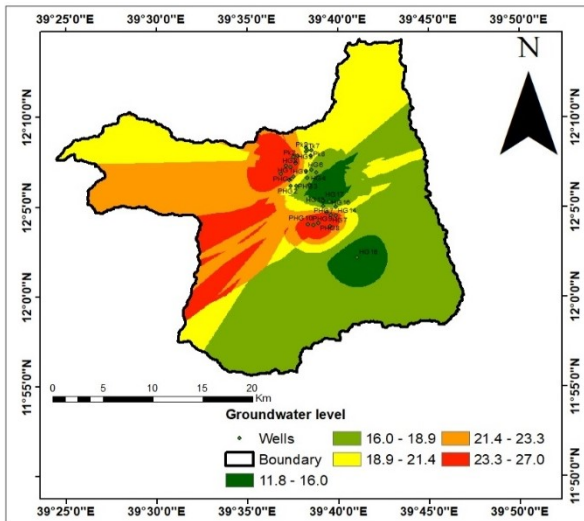 39°25'0"E 39°30'0"E 39°35'0"E 39°40'0"E 39°45'0"E 39°50'0"E
N
12°10'0"N 12°10'0"N
12°5'0"N 12°5'0"N
12°0'0"N 12°0'0"N
11°55'0"N 11°55'0"N
11°50'0"N 11°50'0"N
0 5 10 15 20
Km
Groundwater level
Wells 16.0 - 18.9 21.4 - 23.3
Boundary 18.9 - 21.4 23.3 - 27.0
11.8 - 16.0
39°25'0"E 39°30'0"E 39°35'0"E 39°40'0"E 39°45'0"E 39°50'0"E